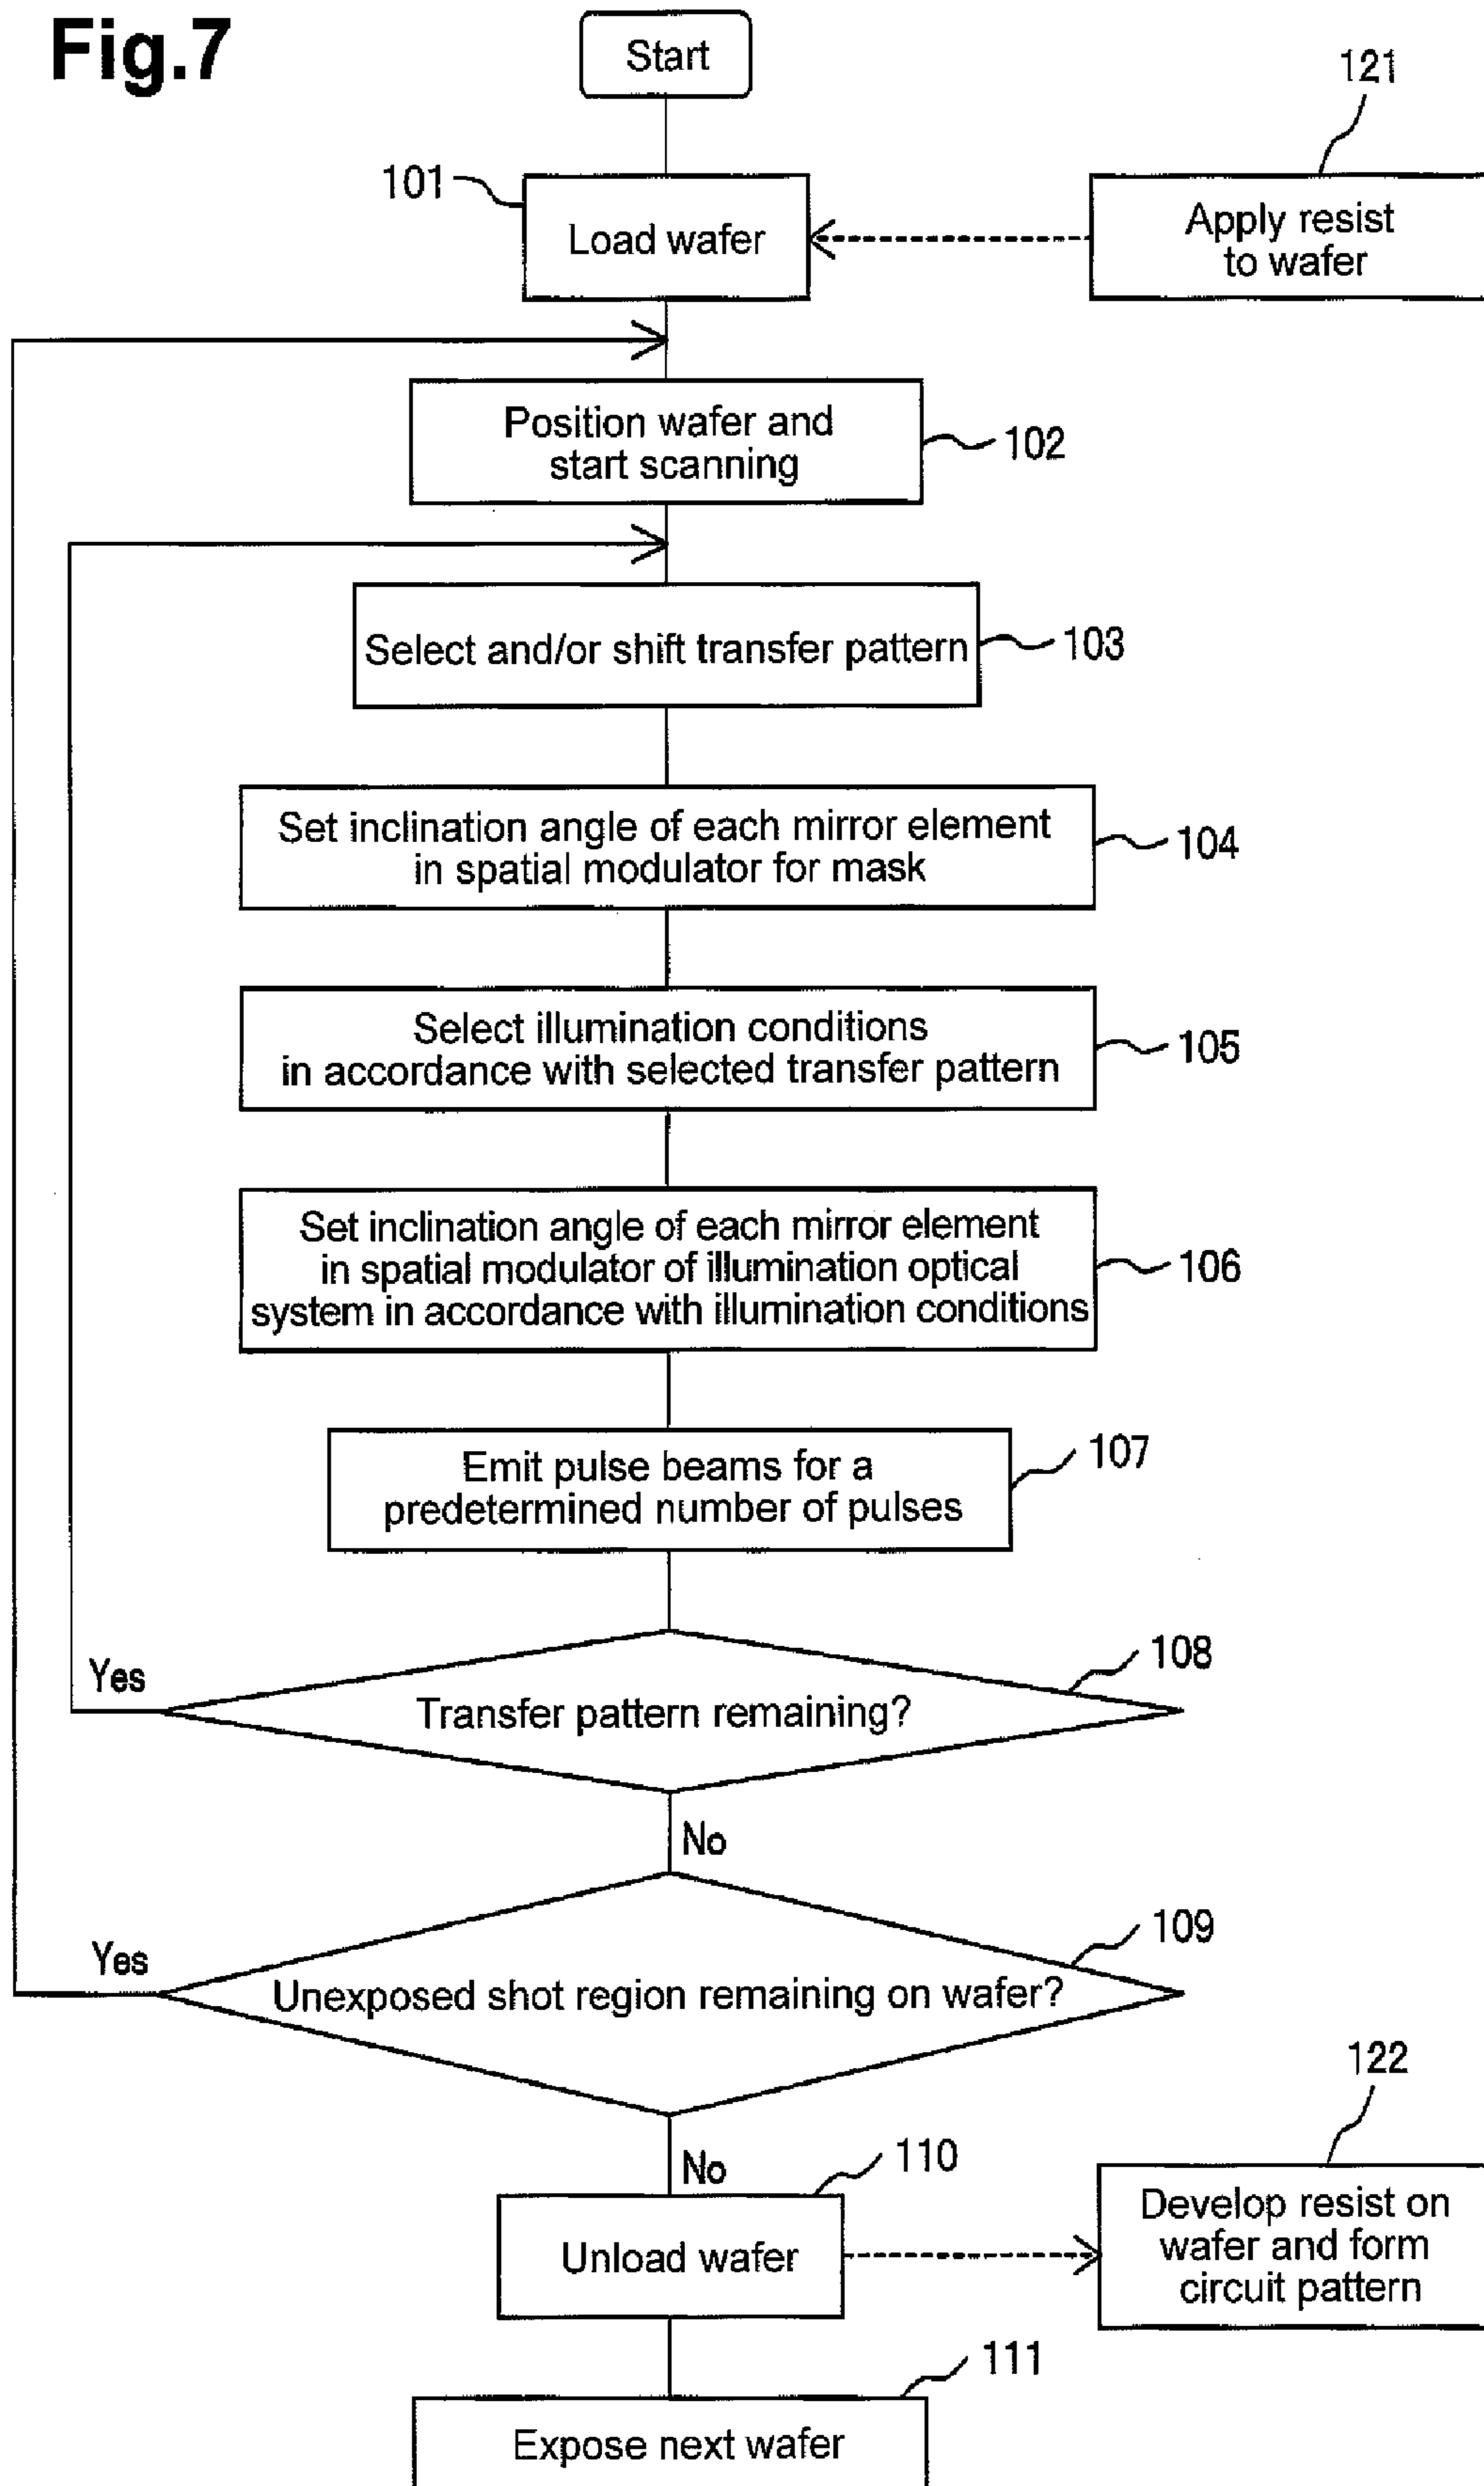 Fig.7
Start
121
101
Load wafer
Apply resist
to wafer
Position wafer and
start scanning
102
Select and/or shift transfer pattern
103
Set inclination angle of each mirror element
in spatial modulator for mask
104
Select illumination conditions
in accordance with selected transfer pattern
105
Set inclination angle of each mirror element
in spatial modulator of illumination optical
system in accordance with illumination conditions
106
Emit pulse beams for a
predetermined number of pulses
107
108
Yes
Transfer pattern remaining?
No
109
Yes
Unexposed shot region remaining on wafer?
122
No
110
Unload wafer
Develop resist on
wafer and form
circuit pattern
111
Expose next wafer